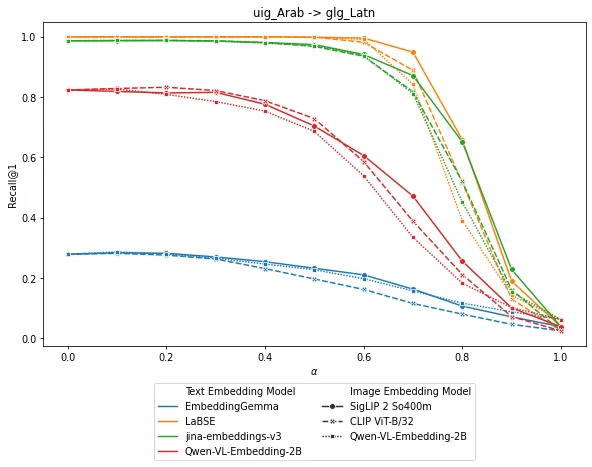 uig_Arab -> glg_Latn
Recall@1
1.0
0.8
0.6
0.4
0.2
0.0
0.0 0.2 0.4 0.6 0.8 1.0
α
Text Embedding Model
EmbeddingGemma
LaBSE
jina-embeddings-v3
Qwen-VL-Embedding-2B
Image Embedding Model
SigLIP 2 So400m
CLIP ViT-B/32
Qwen-VL-Embedding-2B